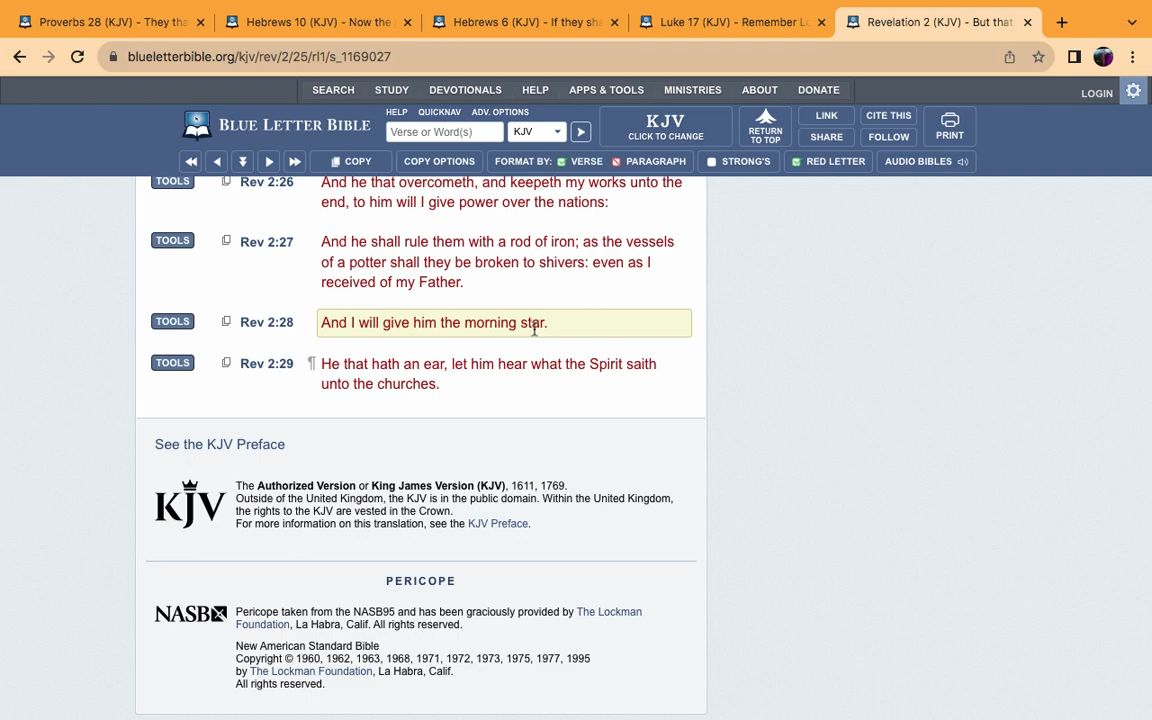 Proverbs 28 (KJV) - They tha
Hebrews 10 (KJV) - Now the j
Hebrews 6 (KJV) - If they sha
Luke 17 (KJV) - Remember Lo
Revelation 2 (KJV) - But that
blueletterbible.org/kjv/rev/2/25/rl1/s_1169027
SEARCH STUDY DEVOTIONALS HELP APPS & TOOLS MINISTRIES ABOUT DONATE LOGIN
BLUE LETTER BIBLE
HELP QUICKNAV ADV. OPTIONS
Verse or Word(s) KJV
KJV
CLICK TO CHANGE
RETURN
TO TOP
LINK CITE THIS
SHARE FOLLOW
PRINT
COPY COPY OPTIONS FORMAT BY: VERSE PARAGRAPH STRONG'S RED LETTER AUDIO BIBLES
TOOLS Rev 2:26 And he that overcometh, and keepeth my works unto the
end, to him will I give power over the nations:
TOOLS Rev 2:27 And he shall rule them with a rod of iron; as the vessels
of a potter shall they be broken to shivers: even as I
received of my Father.
TOOLS Rev 2:28 And I will give him the morning star.
TOOLS Rev 2:29 ¶ He that hath an ear, let him hear what the Spirit saith
unto the churches.
See the KJV Preface
KJV
The Authorized Version or King James Version (KJV), 1611, 1769.
Outside of the United Kingdom, the KJV is in the public domain. Within the United Kingdom,
the rights to the KJV are vested in the Crown.
For more information on this translation, see the KJV Preface.
PERICOPE
NASB
Pericope taken from the NASB95 and has been graciously provided by The Lockman
Foundation, La Habra, Calif. All rights reserved.
New American Standard Bible
Copyright © 1960, 1962, 1963, 1968, 1971, 1972, 1973, 1975, 1977, 1995
by The Lockman Foundation, La Habra, Calif.
All rights reserved.